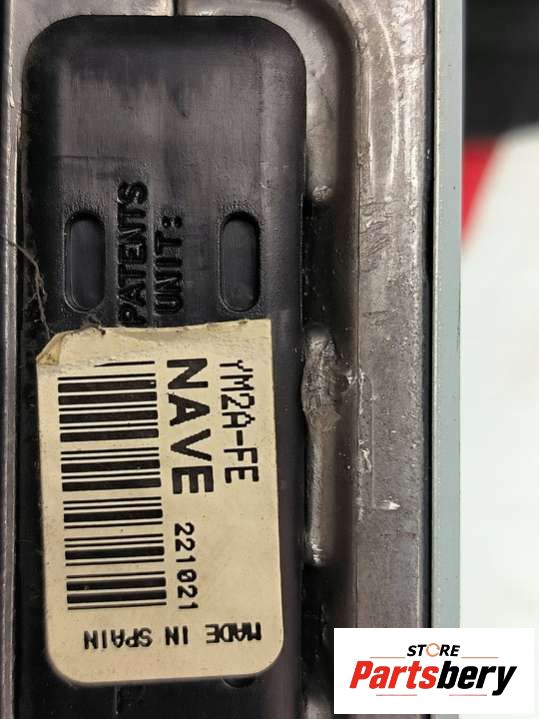 PATENTS
UNIT:
YM2A-FE
NAVE
221021
MADE IN SPAIN
STORE
Partsbery